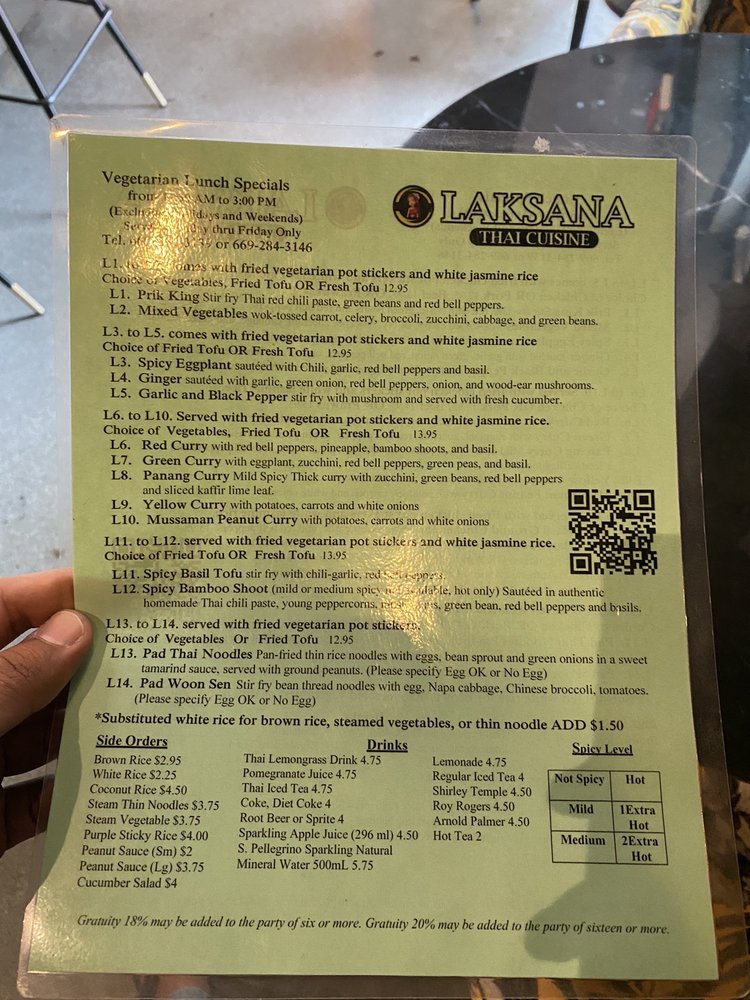 Vegetarian Lunch Specials
from AM to 3:00 PM
and Weekends)
thru Friday Only
Tel. or 669-284-3146
LAKSANA
THAI CUISINE
L1. comes with fried vegetarian pot stickers and white jasmine rice
Choice of Vegetables, Fried Tofu OR Fresh Tofu 12.95
L1. Prik King Stir fry Thai red chili paste, green beans and red bell peppers.
L2. Mixed Vegetables wok-tossed carrot, celery, broccoli, zucchini, cabbage, and green beans.
L3. to L5. comes with fried vegetarian pot stickers and white jasmine rice
Choice of Fried Tofu OR Fresh Tofu 12.95
L3. Spicy Eggplant sautéed with Chili, garlic, red bell peppers and basil.
L4. Ginger sautéed with garlic, green onion, red bell peppers, onion, and wood-ear mushrooms.
L5. Garlic and Black Pepper stir fry with mushroom and served with fresh cucumber.
L6. to L10. Served with fried vegetarian pot stickers and white jasmine rice.
Choice of Vegetables, Fried Tofu OR Fresh Tofu 13.95
L6. Red Curry with red bell peppers, pineapple, bamboo shoots, and basil.
L7. Green Curry with eggplant, zucchini, red bell peppers, green peas, and basil.
L8. Panang Curry Mild Spicy Thick curry with zucchini, green beans, red bell peppers
and sliced kaffir lime leaf.
L9. Yellow Curry with potatoes, carrots and white onions
L10. Mussaman Peanut Curry with potatoes, carrots and white onions
L11. to L12. served with fried vegetarian pot stickers and white jasmine rice.
Choice of Fried Tofu OR Fresh Tofu 13.95
L11. Spicy Basil Tofu stir fry with chili-garlic, red bell peppers.
L12. Spicy Bamboo Shoot (mild or medium spicy not available, hot only) Sautéed in authentic
homemade Thai chili paste, young peppercorns, green bean, red bell peppers and basils.
L13. to L14. served with fried vegetarian pot stickers.
Choice of Vegetables Or Fried Tofu 12.95
L13. Pad Thai Noodles Pan-fried thin rice noodles with eggs, bean sprout and green onions in a sweet
tamarind sauce, served with ground peanuts. (Please specify Egg OK or No Egg)
L14. Pad Woon Sen Stir fry bean thread noodles with egg, Napa cabbage, Chinese broccoli, tomatoes.
(Please specify Egg OK or No Egg)
*Substituted white rice for brown rice, steamed vegetables, or thin noodle ADD $1.50
Side Orders
Brown Rice $2.95
White Rice $2.25
Coconut Rice $4.50
Steam Thin Noodles $3.75
Steam Vegetable $3.75
Purple Sticky Rice $4.00
Peanut Sauce (Sm) $2
Peanut Sauce (Lg) $3.75
Cucumber Salad $4
Drinks
Thai Lemongrass Drink 4.75
Pomegranate Juice 4.75
Thai Iced Tea 4.75
Coke, Diet Coke 4
Root Beer or Sprite 4
Sparkling Apple Juice (296 ml) 4.50
S. Pellegrino Sparkling Natural
Mineral Water 500mL 5.75
Lemonade 4.75
Regular Iced Tea 4
Shirley Temple 4.50
Roy Rogers 4.50
Arnold Palmer 4.50
Hot Tea 2
Spicy Level
Not Spicy Hot
Mild 1Extra
Hot
Medium 2Extra
Hot
Gratuity 18% may be added to the party of six or more. Gratuity 20% may be added to the party of sixteen or more.